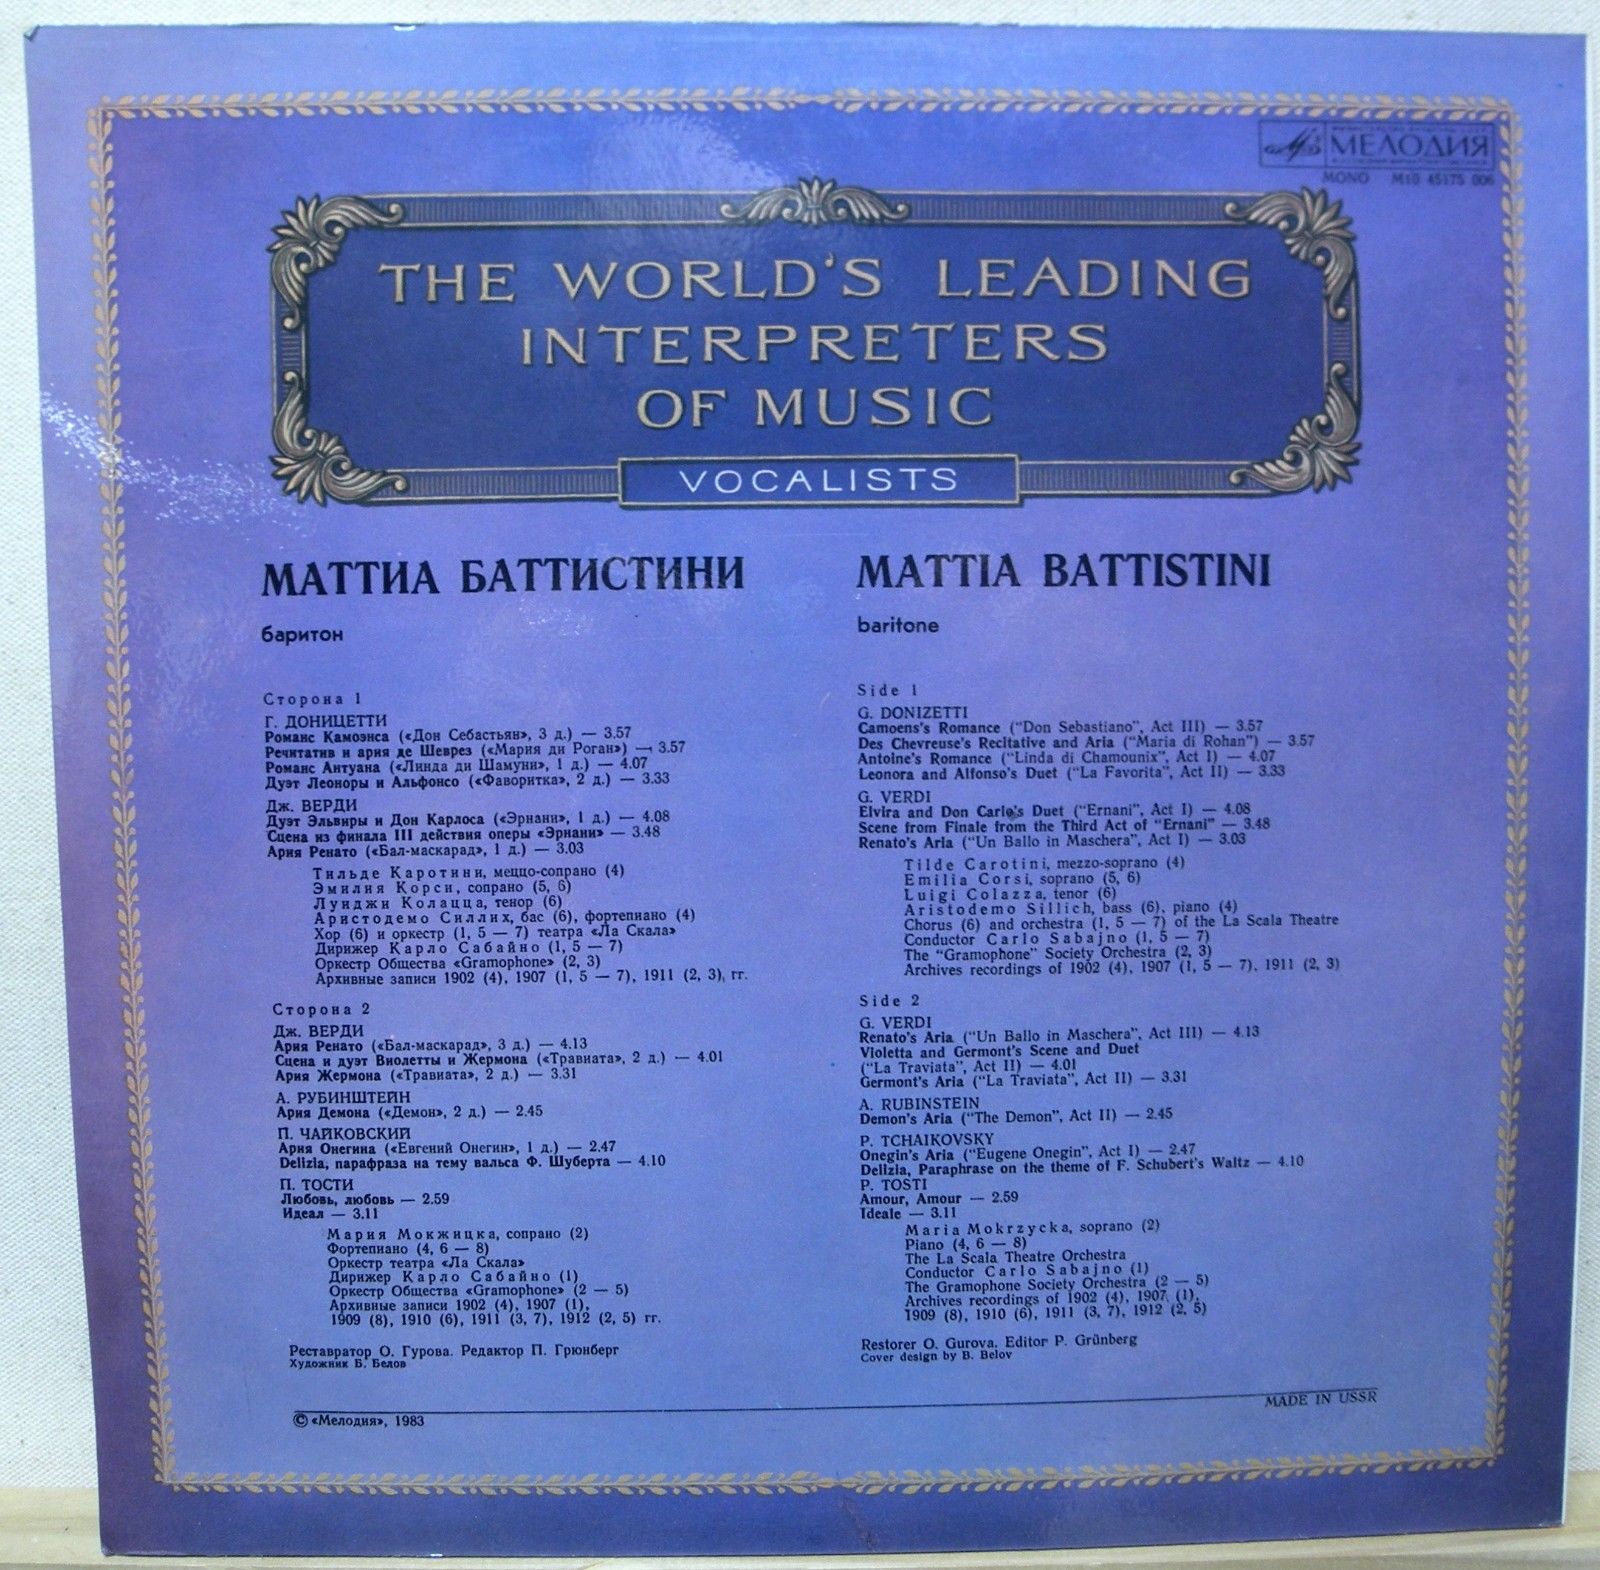 МЕЛОДИЯ
MONO M10 45175 006
THE WORLD'S LEADING
INTERPRETERS
OF MUSIC
VOCALISTS
МАТТИА БАТТИСТИНИ
баритон
Сторона 1
Г. ДОНИЦЕТТИ
Романс Камоэнса («Дон Себастьян», 3 д.) — 3.57
Речитатив и ария де Шеврез («Мария ди Роган») — 3.57
Романс Антуана («Линда ди Шамуни», 1 д.) — 4.07
Дуэт Леоноры и Альфонсо («Фаворитка», 2 д.) — 3.33
Дж. ВЕРДИ
Дуэт Эльвиры и Дон Карлоса («Эрнани», 1 д.) — 4.08
Сцена из финала III действия оперы «Эрнани» — 3.48
Ария Ренато («Бал-маскарад», 1 д.) — 3.03
Тильде Каротини, меццо-сопрано (4)
Эмилия Корси, сопрано (5, 6)
Луиджи Колацца, тенор (6)
Аристодемо Силлих, бас (6), фортепиано (4)
Хор (6) и оркестр (1, 5 — 7) театра «Ла Скала»
Дирижер Карло Сабайно (1, 5 — 7)
Оркестр Общества «Gramophone» (2, 3)
Архивные записи 1902 (4), 1907 (1, 5 — 7), 1911 (2, 3), гг.
Сторона 2
Дж. ВЕРДИ
Ария Ренато («Бал-маскарад», 3 д.) — 4.13
Сцена и дуэт Виолетты и Жермона («Травиата», 2 д.) — 4.01
Ария Жермона («Травиата», 2 д.) — 3.31
А. РУБИНШТЕЙН
Ария Демона («Демон», 2 д.) — 2.45
П. ЧАЙКОВСКИЙ
Ария Онегина («Евгений Онегин», 1 д.) — 2.47
Delizia, парафраза на тему вальса Ф. Шуберта — 4.10
П. ТОСТИ
Любовь, любовь — 2.59
Идеал — 3.11
Мария Мокжицка, сопрано (2)
Фортепиано (4, 6 — 8)
Оркестр театра «Ла Скала»
Дирижер Карло Сабайно (1)
Оркестр Общества «Gramophone» (2 — 5)
Архивные записи 1902 (4), 1907 (1),
1909 (8), 1910 (6), 1911 (3, 7), 1912 (2, 5) гг.
Реставратор О. Гурова. Редактор П. Грюнберг
Художник Б. Белов
© «Мелодия», 1983
MATTIA BATTISTINI
baritone
Side 1
G. DONIZETTI
Camoens's Romance ("Don Sebastiano", Act III) — 3.57
Des Chevreuse's Recitative and Aria ("Maria di Rohan") — 3.57
Antoine's Romance ("Linda di Chamounix", Act I) — 4.07
Leonora and Alfonso's Duet ("La Favorita", Act II) — 3.33
G. VERDI
Elvira and Don Carlo's Duet ("Ernani", Act I) — 4.08
Scene from Finale from the Third Act of "Ernani" — 3.48
Renato's Aria ("Un Ballo in Maschera", Act I) — 3.03
Tilde Carotini, mezzo-soprano (4)
Emilia Corsi, soprano (5, 6)
Luigi Colazza, tenor (6)
Aristodemo Sillich, bass (6), piano (4)
Chorus (6) and orchestra (1, 5 — 7) of the La Scala Theatre
Conductor Carlo Sabajno (1, 5 — 7)
The "Gramophone" Society Orchestra (2, 3)
Archives recordings of 1902 (4), 1907 (1, 5 — 7), 1911 (2, 3)
Side 2
G. VERDI
Renato's Aria ("Un Ballo in Maschera", Act III) — 4.13
Violetta and Germont's Scene and Duet
("La Traviata", Act II) — 4.01
Germont's Aria ("La Traviata", Act II) — 3.31
A. RUBINSTEIN
Demon's Aria ("The Demon", Act II) — 2.45
P. TCHAIKOVSKY
Onegin's Aria ("Eugene Onegin", Act I) — 2.47
Delizia, Paraphrase on the theme of F. Schubert's Waltz — 4.10
P. TOSTI
Amour, Amour — 2.59
Ideale — 3.11
Maria Mokrzycka, soprano (2)
Piano (4, 6 — 8)
The La Scala Theatre Orchestra
Conductor Carlo Sabajno (1)
The Gramophone Society Orchestra (2 — 5)
Archives recordings of 1902 (4), 1907 (1),
1909 (8), 1910 (6), 1911 (3, 7), 1912 (2, 5)
Restorer O. Gurova. Editor P. Grünberg
Cover design by B. Belov
MADE IN USSR